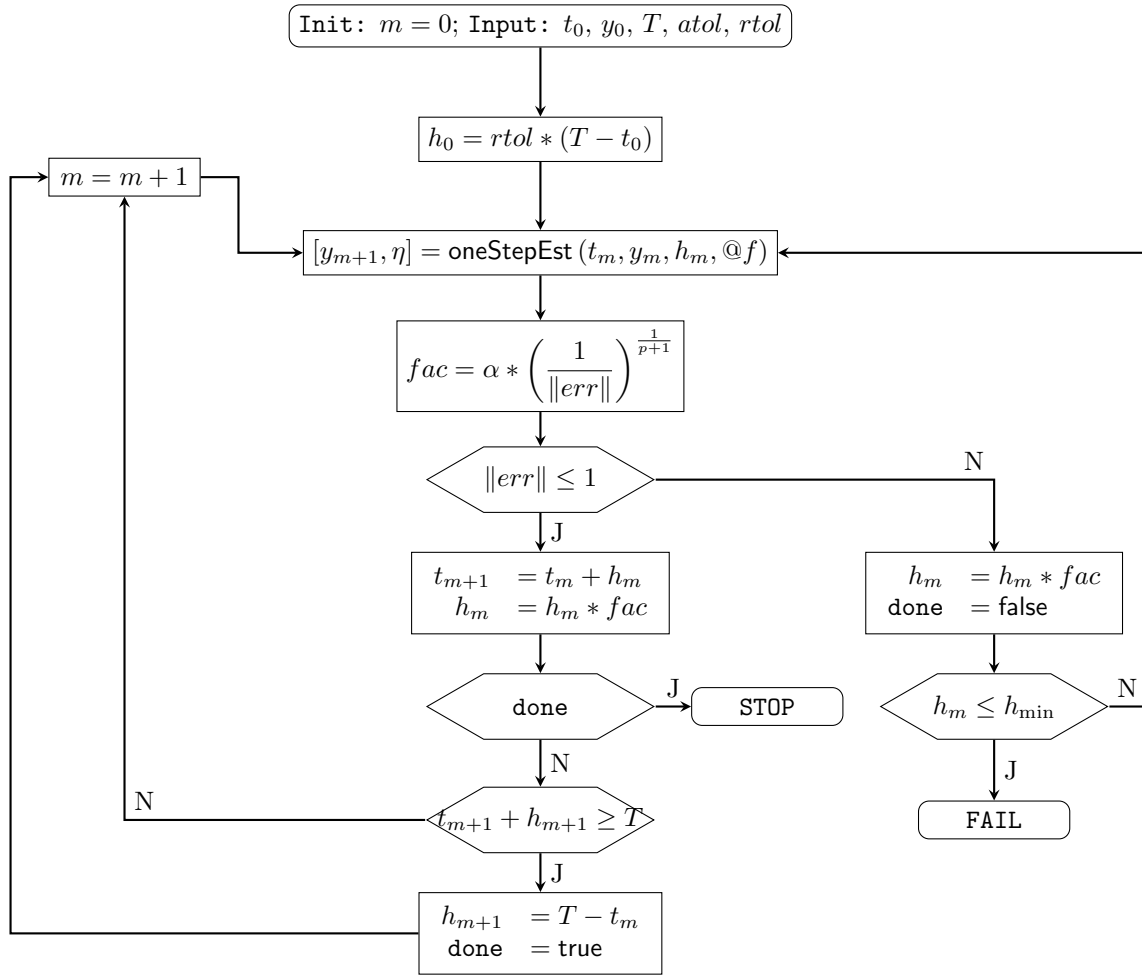 Init: m = 0; Input: t_0, y_0, T, atol, rtol
h_0 = rtol ∗ (T − t_0)
m = m + 1
[y_{m+1}, η] = oneStepEst (t_m, y_m, h_m, @f)
fac = α ∗ (1 / ‖err‖)^{1/(p+1)}
‖err‖ ≤ 1
N
J
t_{m+1} = t_m + h_m
h_m = h_m ∗ fac
h_m = h_m ∗ fac
done = false
done
J
STOP
h_m ≤ h_min
N
N
J
N
t_{m+1} + h_{m+1} ≥ T
FAIL
J
h_{m+1} = T − t_m
done = true